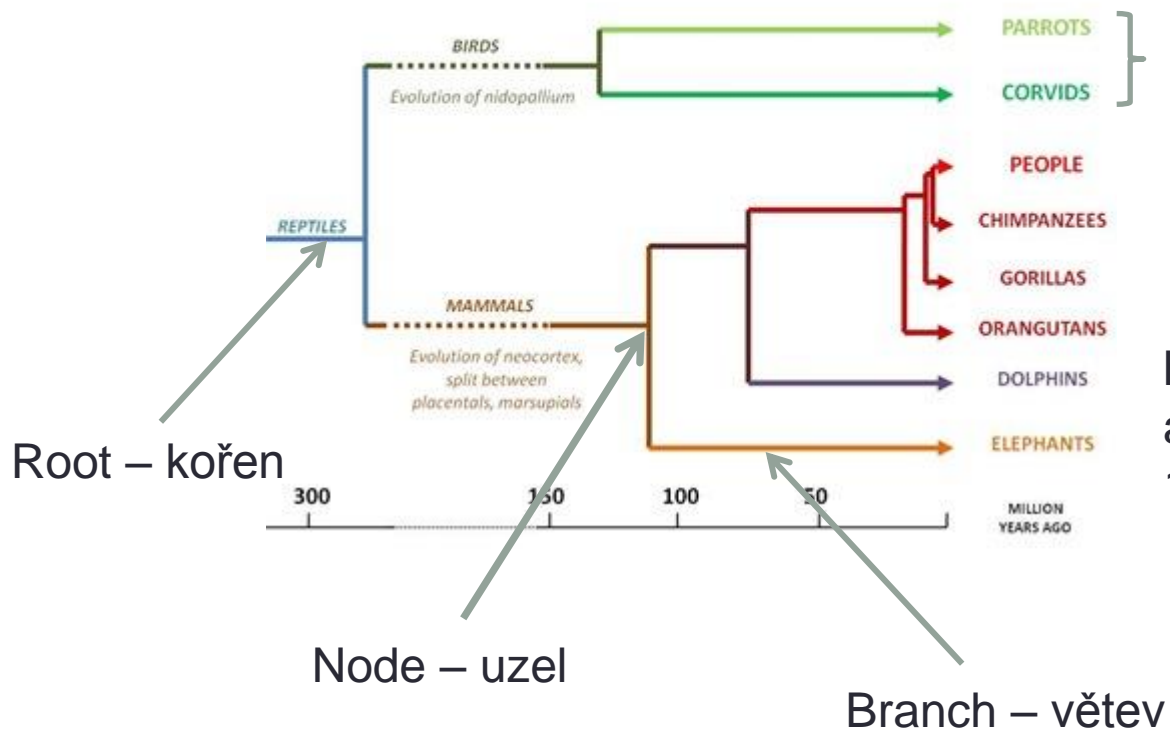 BIRDS
Evolution of nidopallium
PARROTS
CORVIDS
PEOPLE
CHIMPANZEES
GORILLAS
ORANGUTANS
DOLPHINS
ELEPHANTS
REPTILES
MAMMALS
Evolution of neocortex,
split between
placentals, marsupials
Root – kořen
300 150 100 50
MILLION
YEARS AGO
Node – uzel
Branch – větev